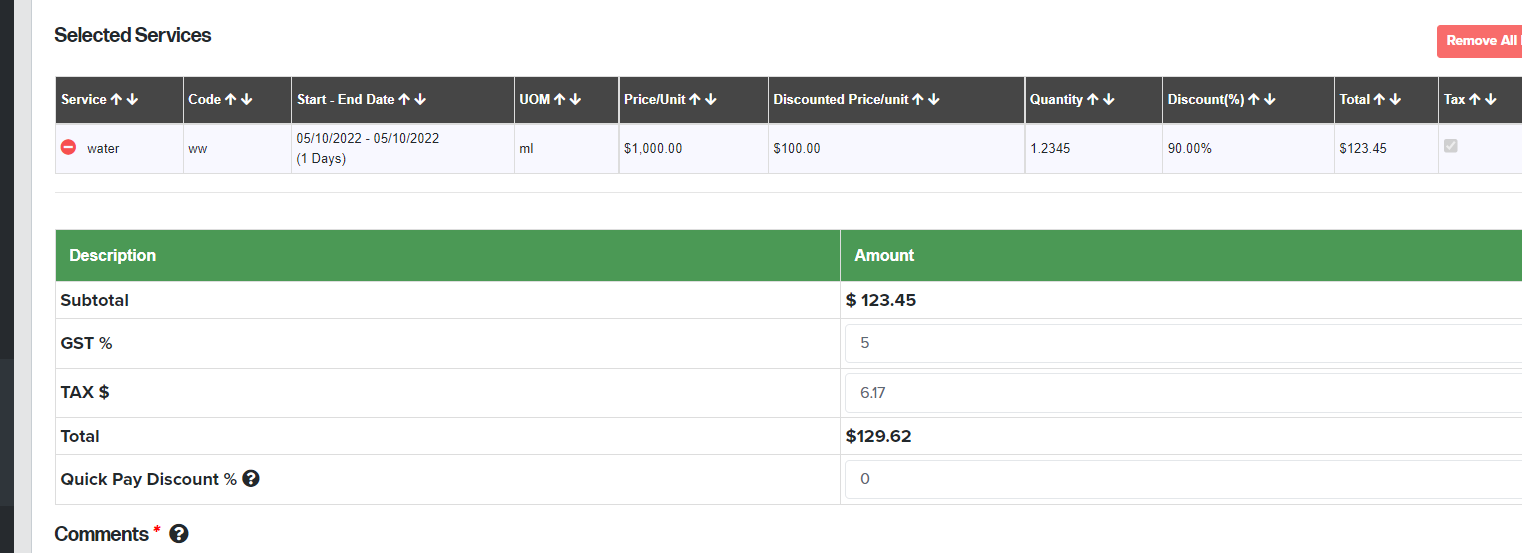 Selected Services
Remove All
Service Code Start - End Date UOM Price/Unit Discounted Price/unit Quantity Discount(%) Total Tax
water ww 05/10/2022 - 05/10/2022 ml $1,000.00 $100.00 1.2345 90.00% $123.45
(1 Days)
Description Amount
Subtotal $ 123.45
GST % 5
TAX $ 6.17
Total $129.62
Quick Pay Discount % ? 0
Comments * ?